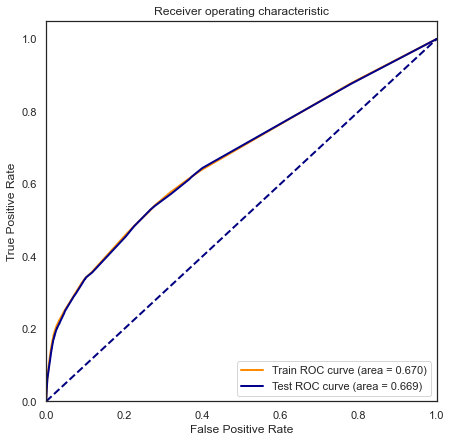 Receiver operating characteristic
True Positive Rate
1.0
0.8
0.6
0.4
0.2
0.0
Train ROC curve (area = 0.670)
Test ROC curve (area = 0.669)
0.0 0.2 0.4 0.6 0.8 1.0
False Positive Rate